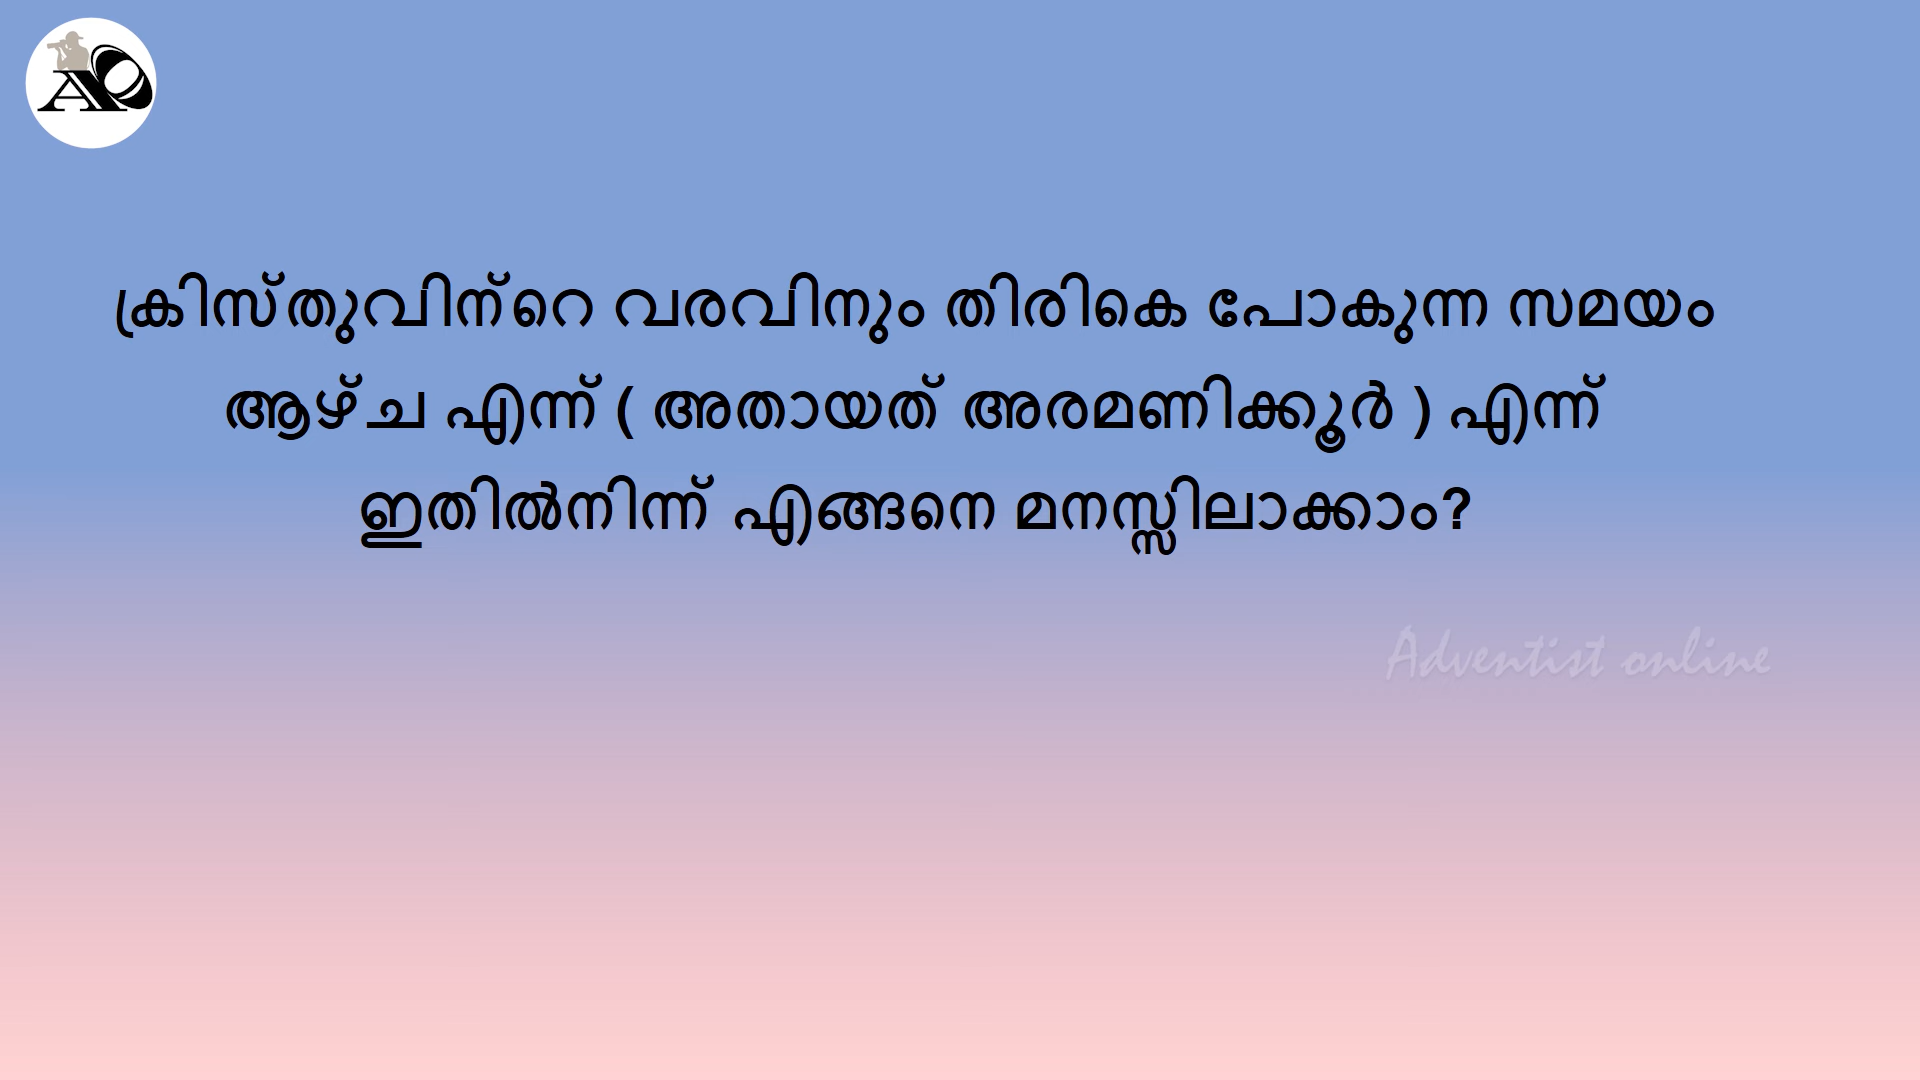 ക്രിസ്തുവിന്റെ വരവിനും തിരികെ പോകുന്ന സമയം
ആഴ്ച എന്ന് ( അതായത് അരമണിക്കൂർ ) എന്ന്
ഇതിൽനിന്ന് എങ്ങനെ മനസ്സിലാക്കാം?
Adventist online